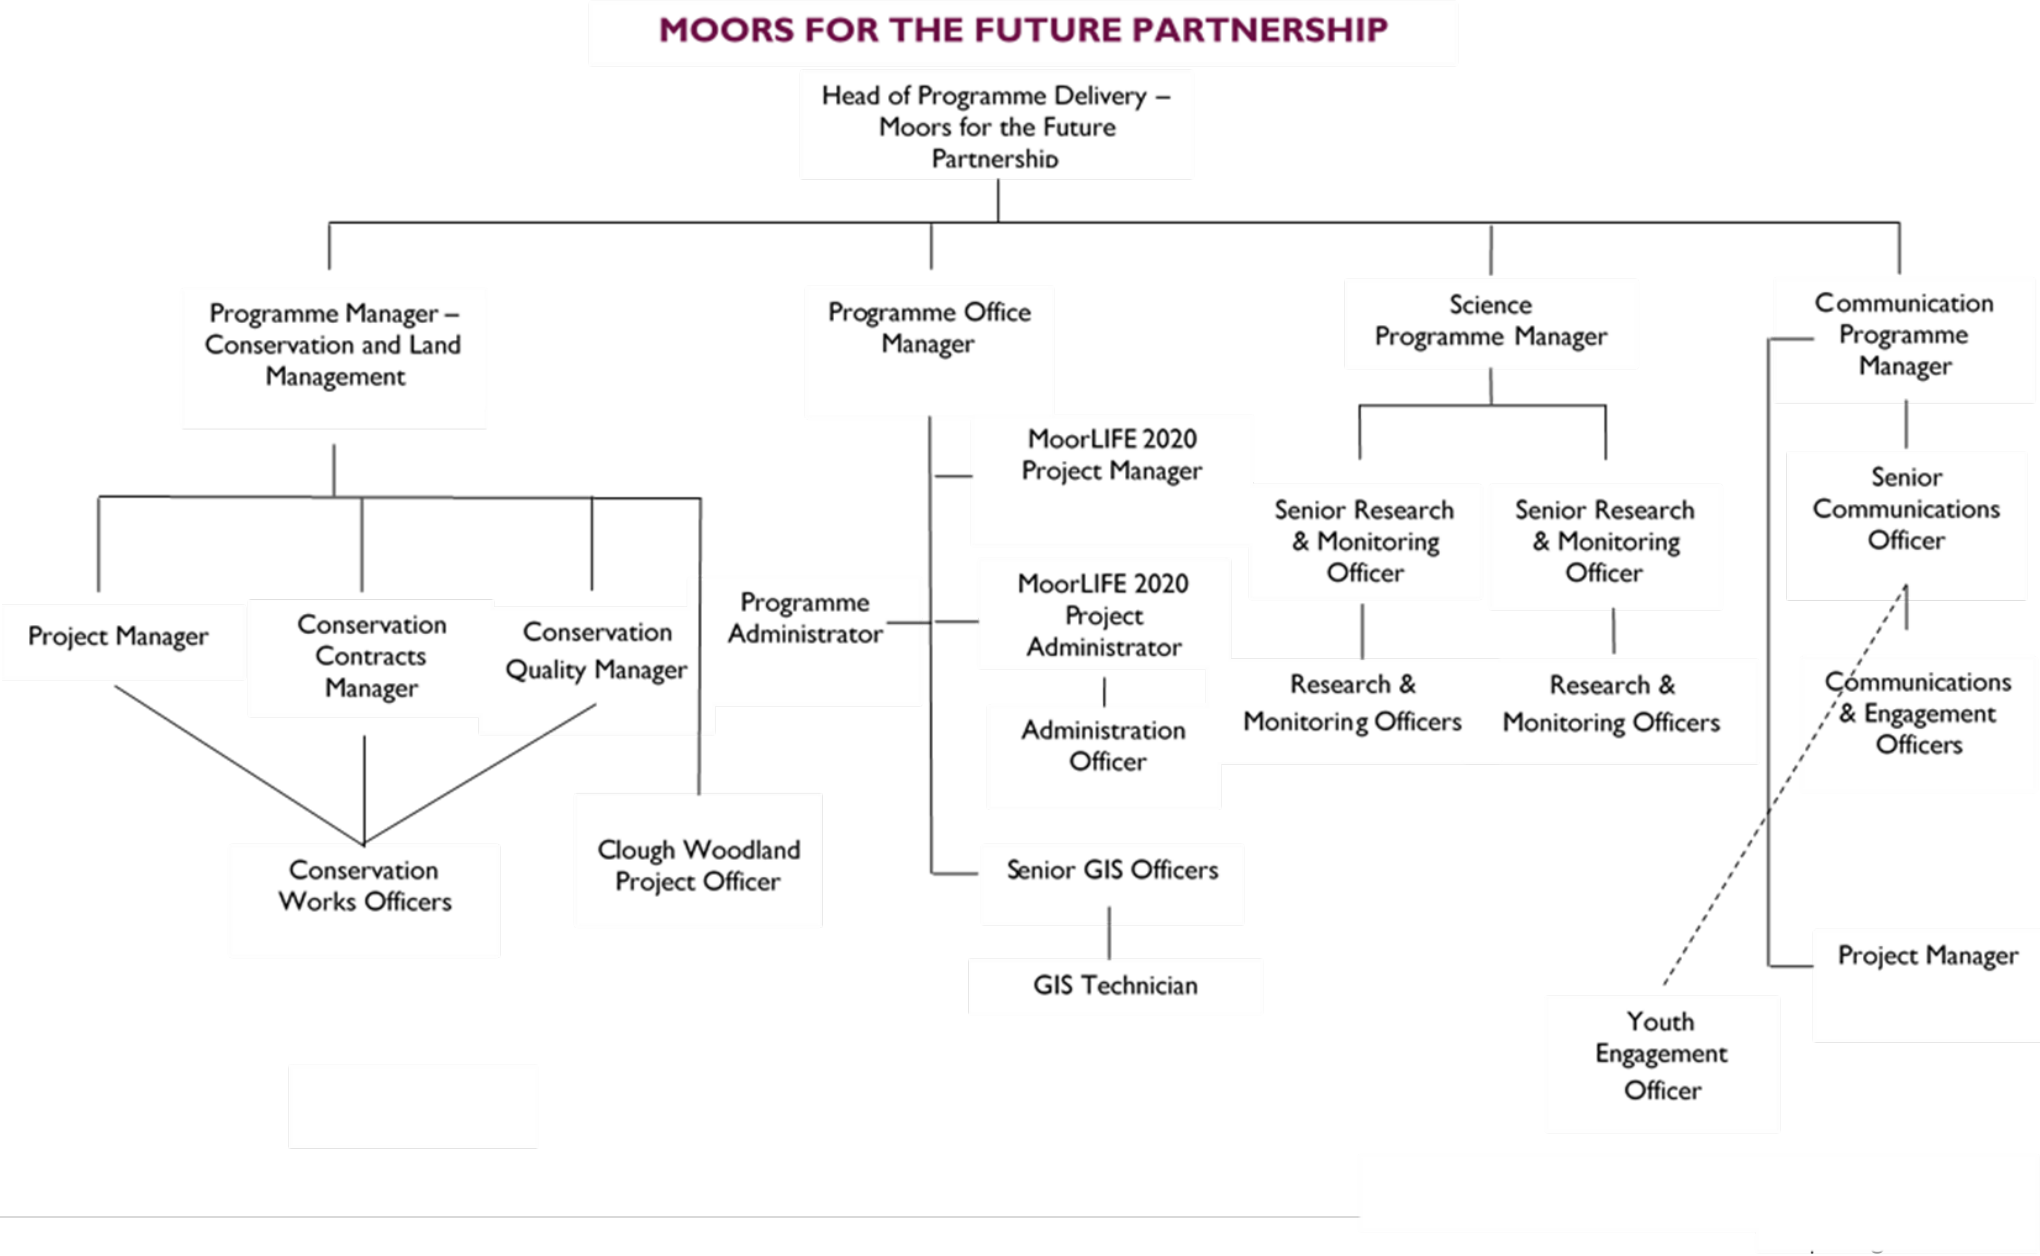 MOORS FOR THE FUTURE PARTNERSHIP
Head of Programme Delivery –
Moors for the Future
Partnership
Programme Manager –
Conservation and Land
Management
Programme Office
Manager
Science
Programme Manager
Communication
Programme
Manager
Project Manager
Conservation
Contracts
Manager
Conservation
Quality Manager
Conservation
Works Officers
Clough Woodland
Project Officer
Programme
Administrator
MoorLIFE 2020
Project Manager
MoorLIFE 2020
Project
Administrator
Administration
Officer
Senior GIS Officers
GIS Technician
Senior Research
& Monitoring
Officer
Senior Research
& Monitoring
Officer
Research &
Monitoring Officers
Research &
Monitoring Officers
Senior
Communications
Officer
Communications
& Engagement
Officers
Project Manager
Youth
Engagement
Officer